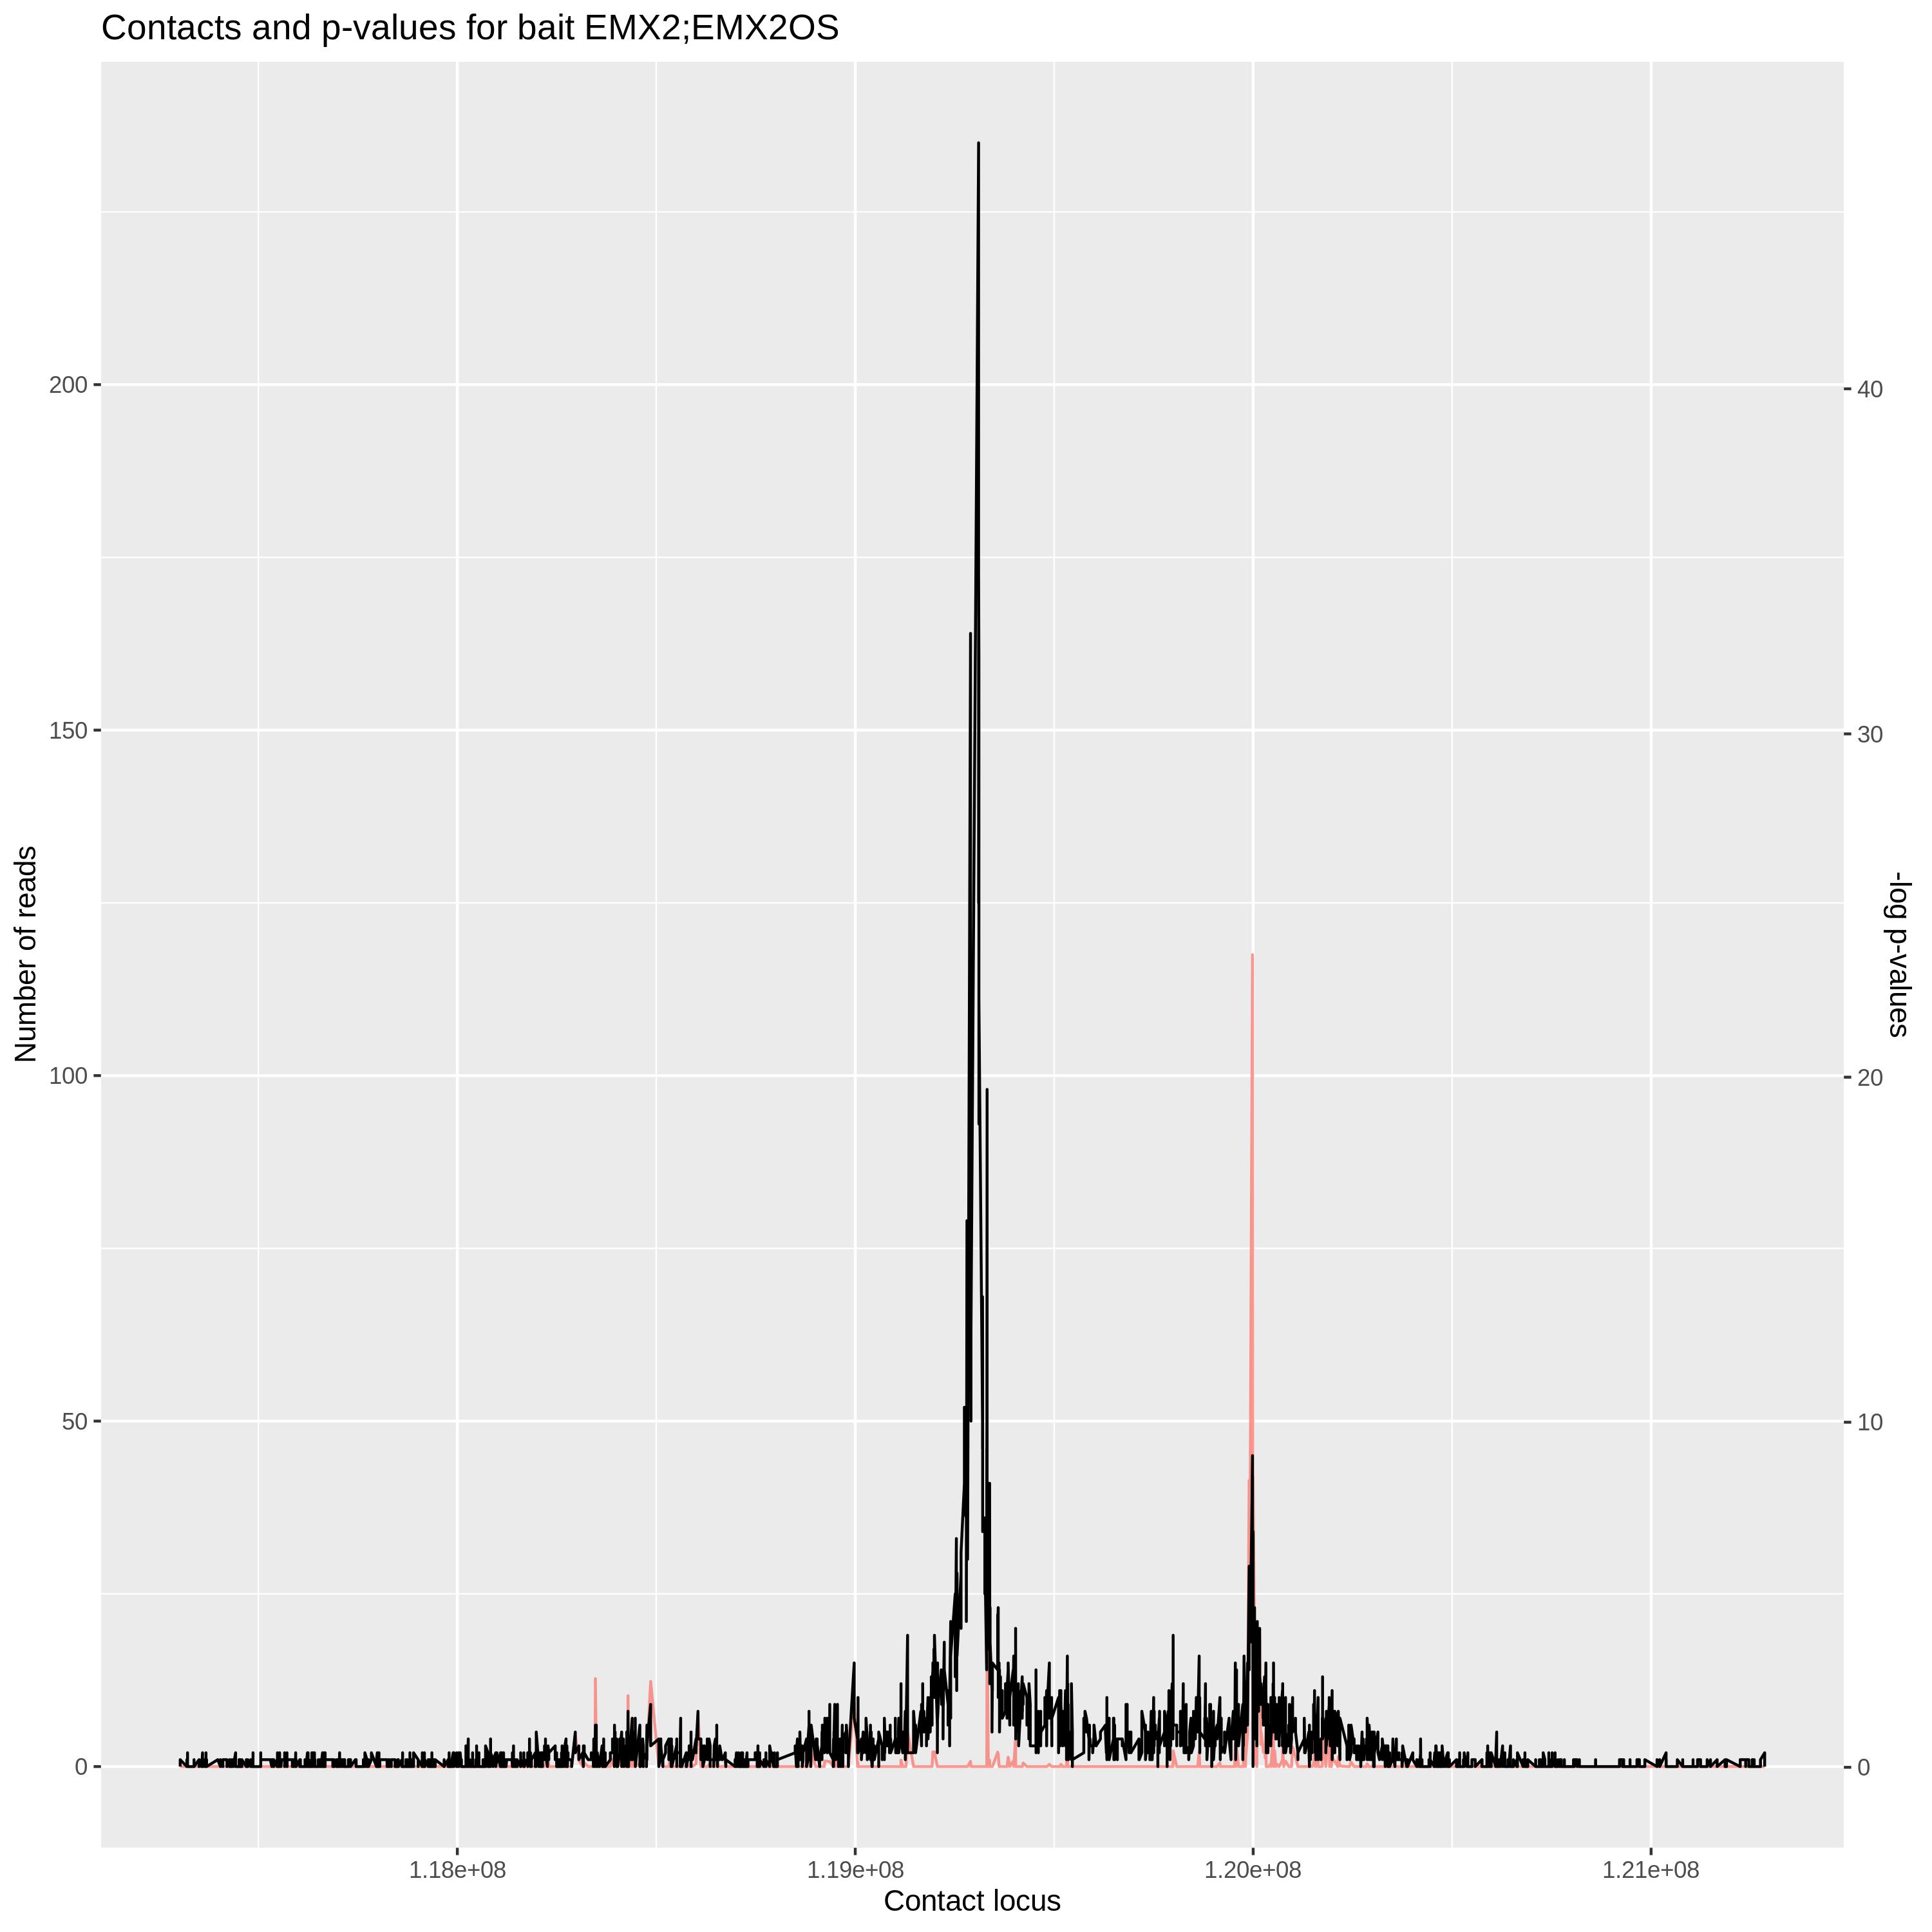 Contacts and p-values for bait EMX2;EMX2OS
Number of reads
200
150
100
50
0
40
30
20
10
0
-log p-values
1.18e+08
1.19e+08
1.20e+08
1.21e+08
Contact locus